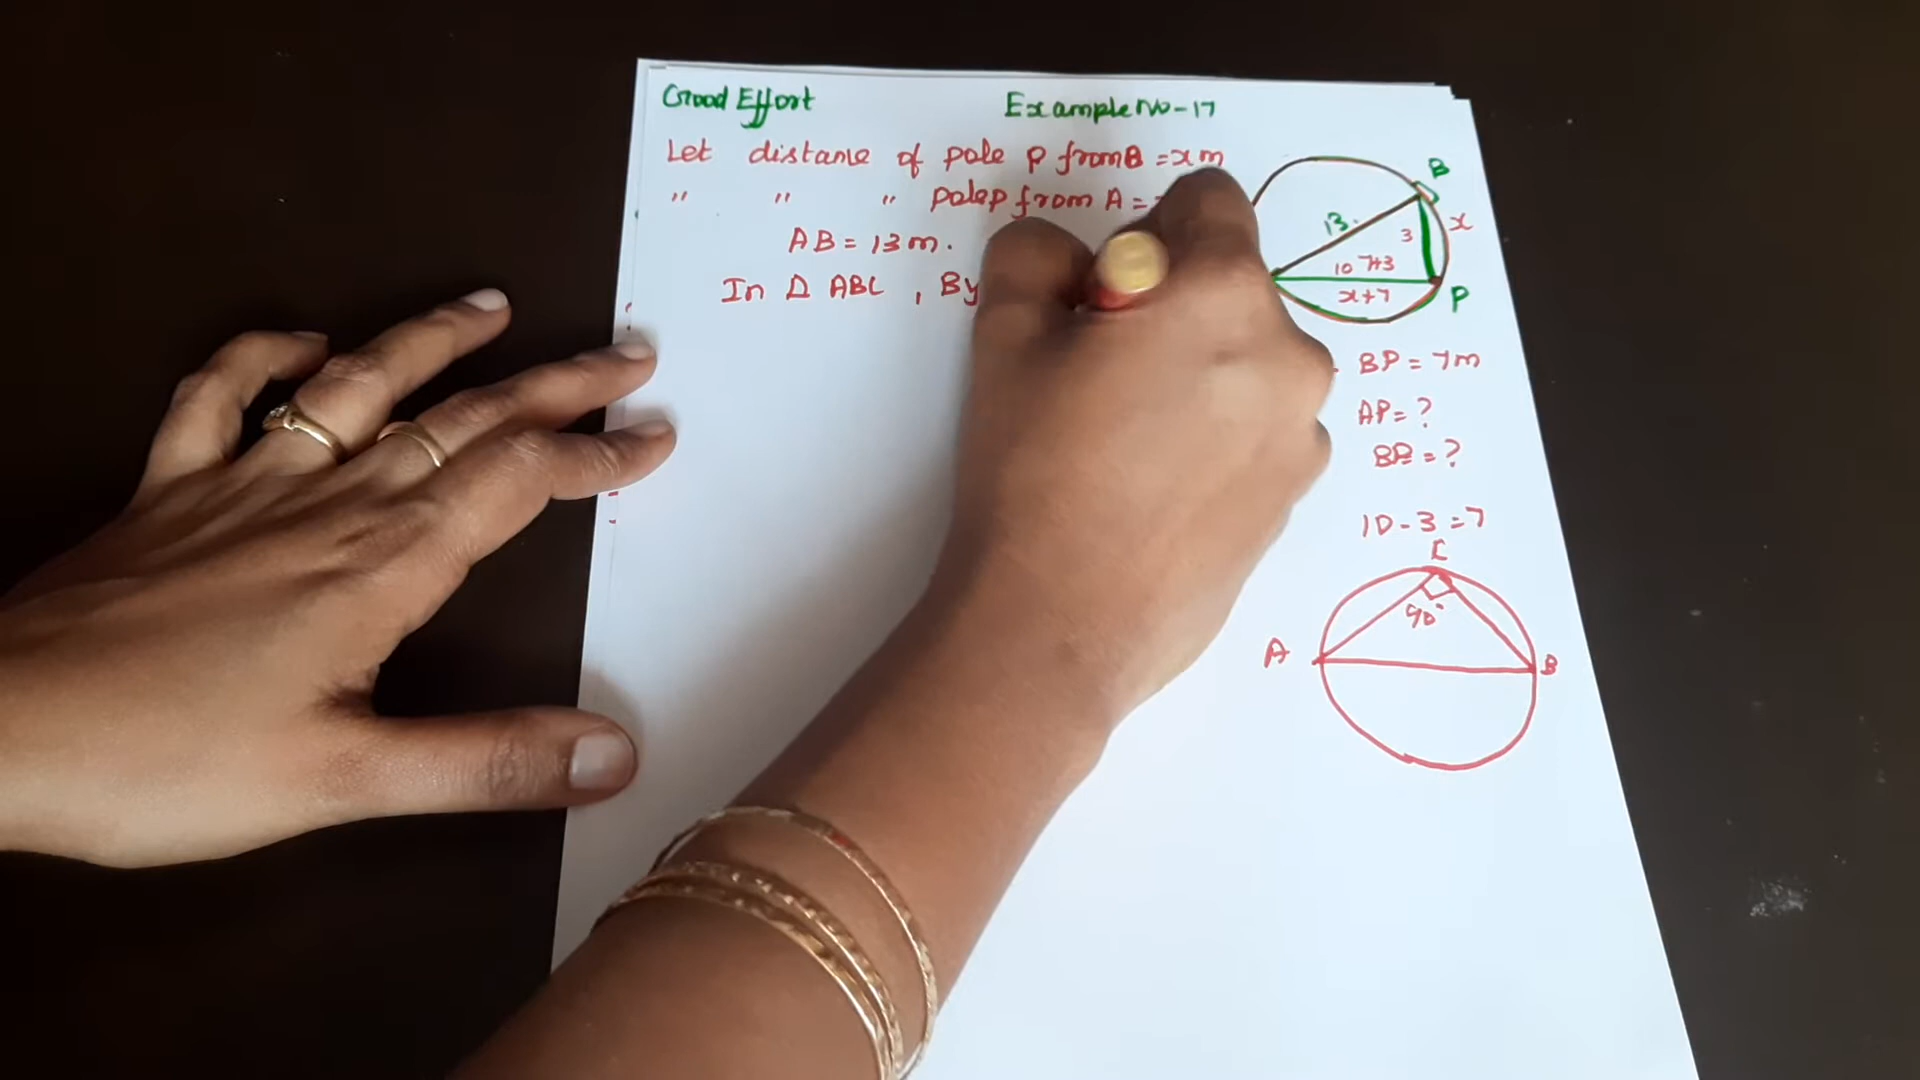 Good Effort
Example No-17
Let distance of pole P from B = x m
" " " pole P from A =
AB = 13 m.
In Δ ABC , By
B
13
3
x
10 7+3
x+7
P
BP = 7m
AP = ?
BP = ?
10 - 3 = 7
C
90°
A
B